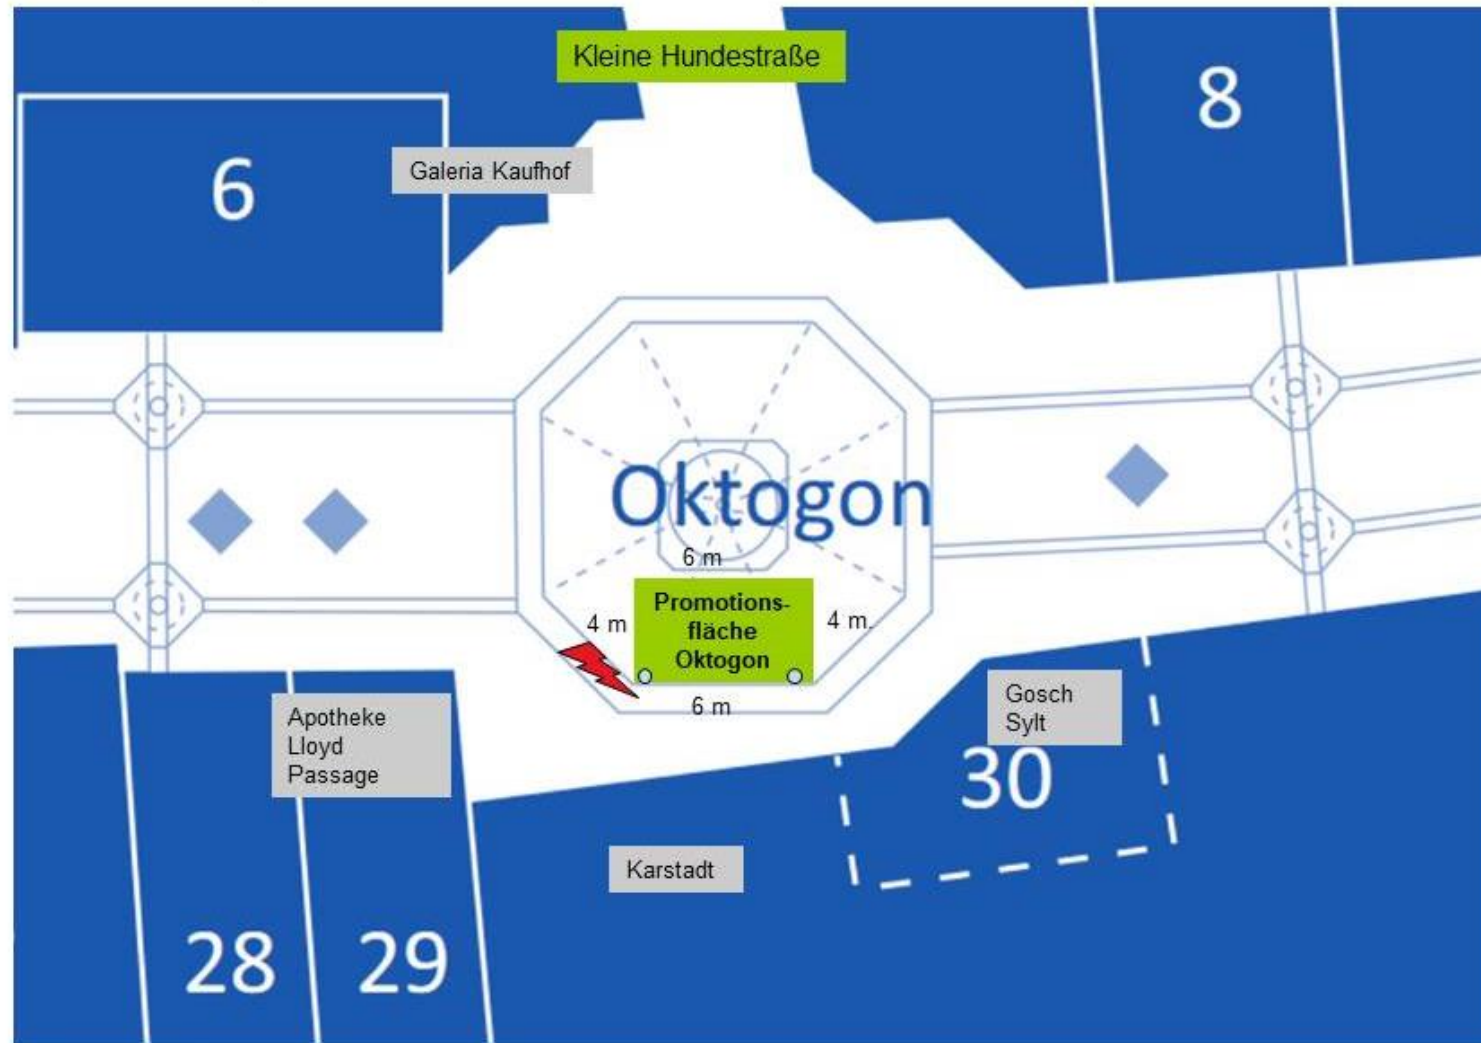 Kleine Hundestraße
8
6
Galeria Kaufhof
Oktogon
6 m
Promotions-
fläche
Oktogon
4 m
4 m.
6 m
Gosch
Sylt
Apotheke
Lloyd
Passage
30
Karstadt
28
29